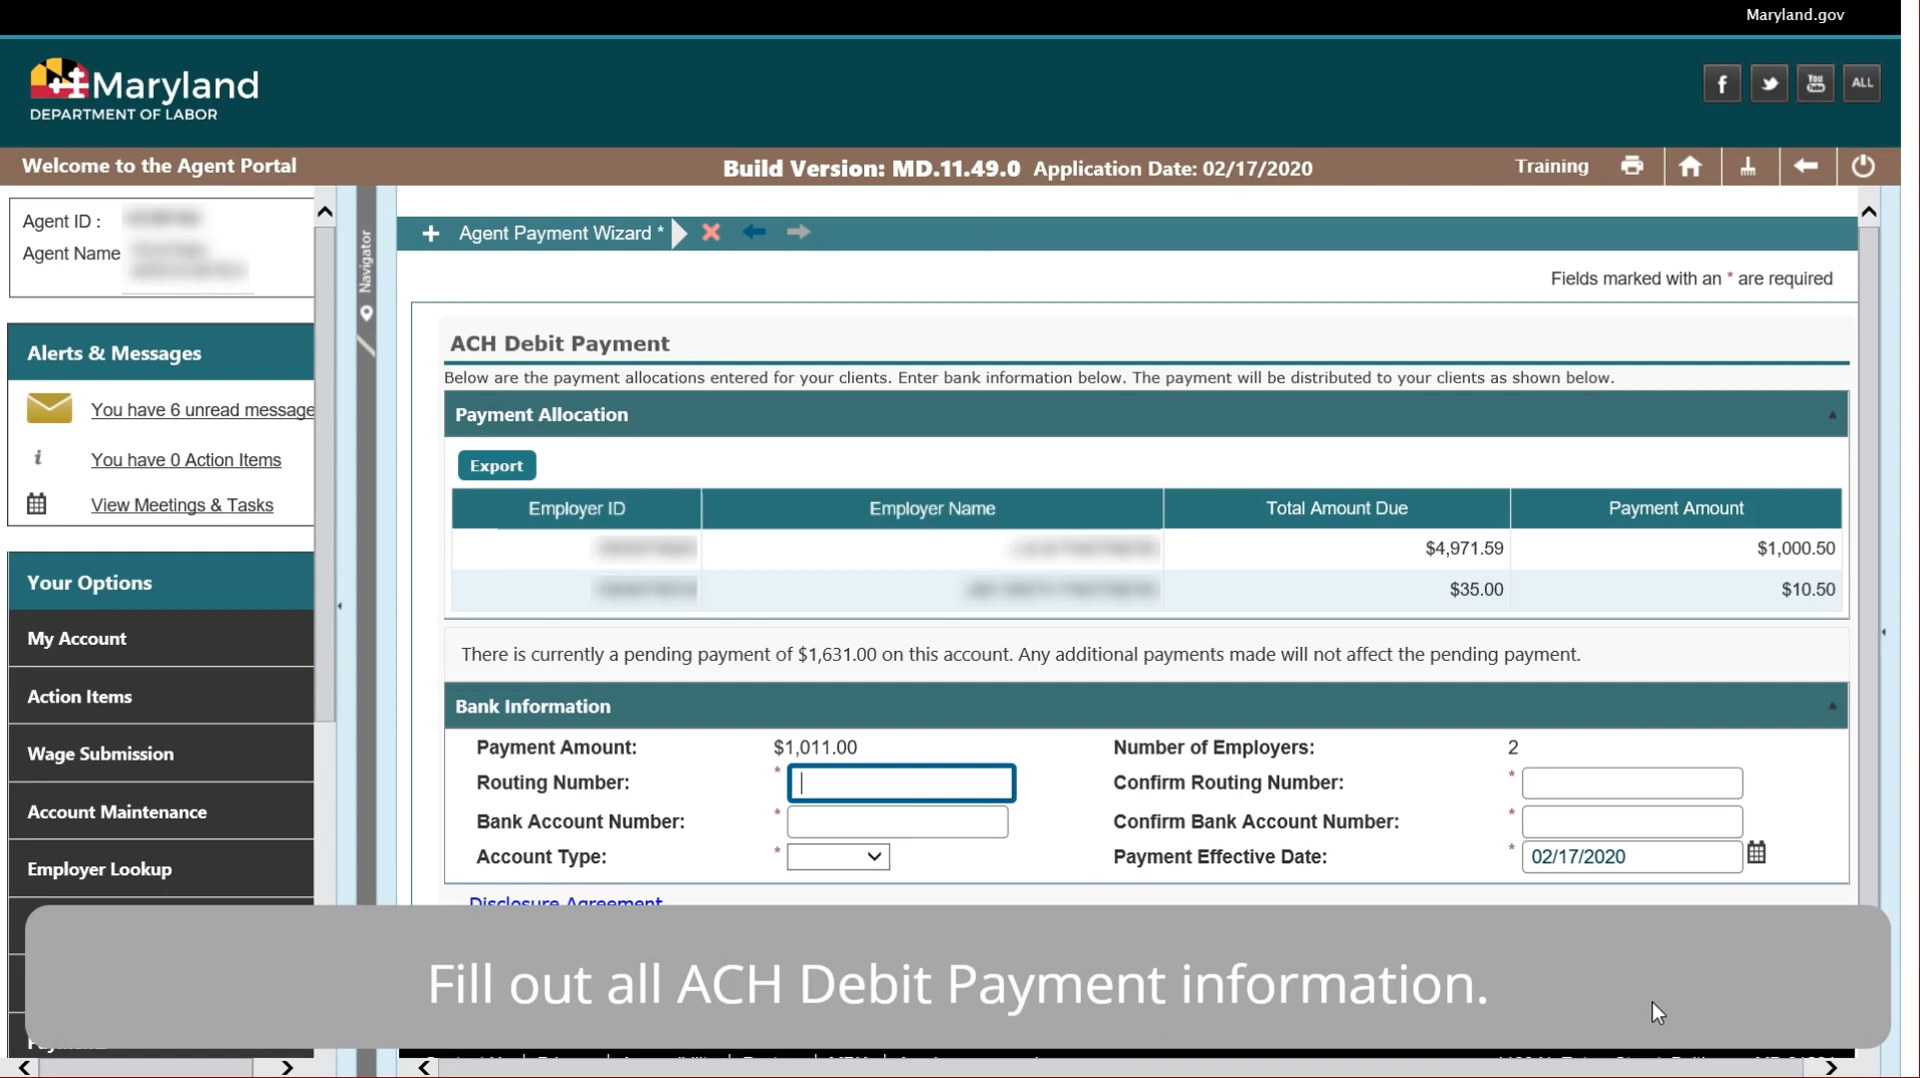 Maryland.gov
Maryland
DEPARTMENT OF LABOR
f
You
ALL
Welcome to the Agent Portal
Build Version: MD.11.49.0 Application Date: 02/17/2020
Training
Agent ID :
Agent Name
Navigator
+ Agent Payment Wizard *
Fields marked with an * are required
Alerts & Messages
You have 6 unread message
You have 0 Action Items
View Meetings & Tasks
Your Options
My Account
Action Items
Wage Submission
Account Maintenance
Employer Lookup
ACH Debit Payment
Below are the payment allocations entered for your clients. Enter bank information below. The payment will be distributed to your clients as shown below.
Payment Allocation
Export
Employer ID Employer Name Total Amount Due Payment Amount
$4,971.59 $1,000.50
$35.00 $10.50
There is currently a pending payment of $1,631.00 on this account. Any additional payments made will not affect the pending payment.
Bank Information
Payment Amount: $1,011.00 Number of Employers: 2
Routing Number: * Confirm Routing Number: *
Bank Account Number: * Confirm Bank Account Number: *
Account Type: * Payment Effective Date: * 02/17/2020
Disclosure Agreement
Fill out all ACH Debit Payment information.